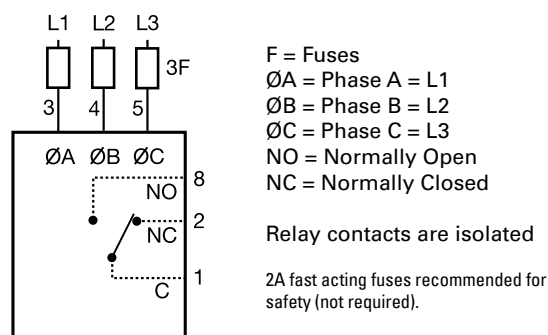 L1 L2 L3
3F
3 4 5
ØA ØB ØC
8
NO
2
NC
1
C
F = Fuses
ØA = Phase A = L1
ØB = Phase B = L2
ØC = Phase C = L3
NO = Normally Open
NC = Normally Closed
Relay contacts are isolated
2A fast acting fuses recommended for
safety (not required).